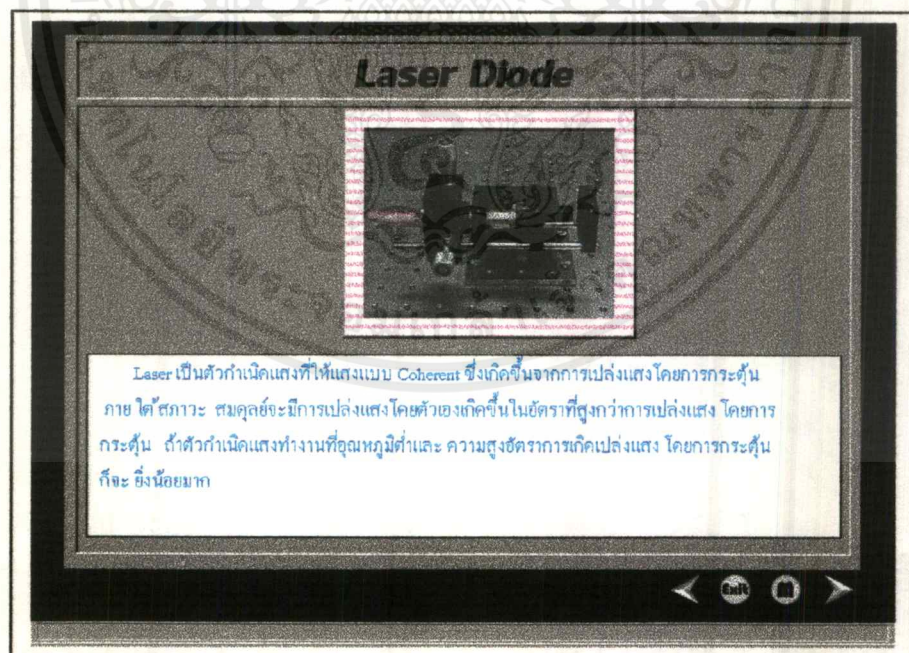 Laser Diode
Laser เป็นตัวกำเนิดแสงที่ให้แสงแบบ Coherent ซึ่งเกิดขึ้นจากการเปล่งแสงโดยการกระตุ้น
ภาย ใต้ สภาวะ สมดุลย์จะมีการเปล่งแสงโดยตัวเองเกิดขึ้นในอัตราที่สูงกว่าการเปล่งแสง โดยการ
กระตุ้น ถ้าตัวกำเนิดแสงทำงานที่อุณหภูมิต่ำและ ความสูงอัตราการเกิดเปล่งแสง โดยการกระตุ้น
ก็จะ ยิ่งน้อยมาก
Exit